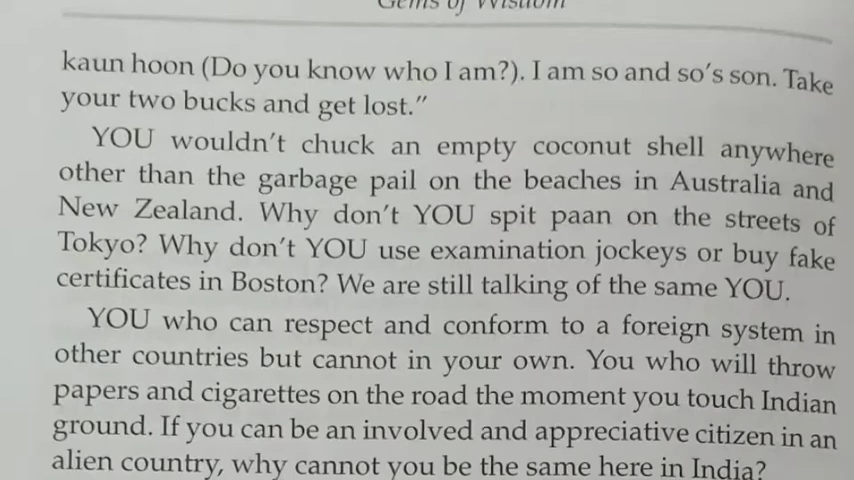 Gems of Wisdom
kaun hoon (Do you know who I am?). I am so and so's son. Take
your two bucks and get lost.”
YOU wouldn't chuck an empty coconut shell anywhere
other than the garbage pail on the beaches in Australia and
New Zealand. Why don't YOU spit paan on the streets of
Tokyo? Why don't YOU use examination jockeys or buy fake
certificates in Boston? We are still talking of the same YOU.
YOU who can respect and conform to a foreign system in
other countries but cannot in your own. You who will throw
papers and cigarettes on the road the moment you touch Indian
ground. If you can be an involved and appreciative citizen in an
alien country, why cannot you be the same here in India?